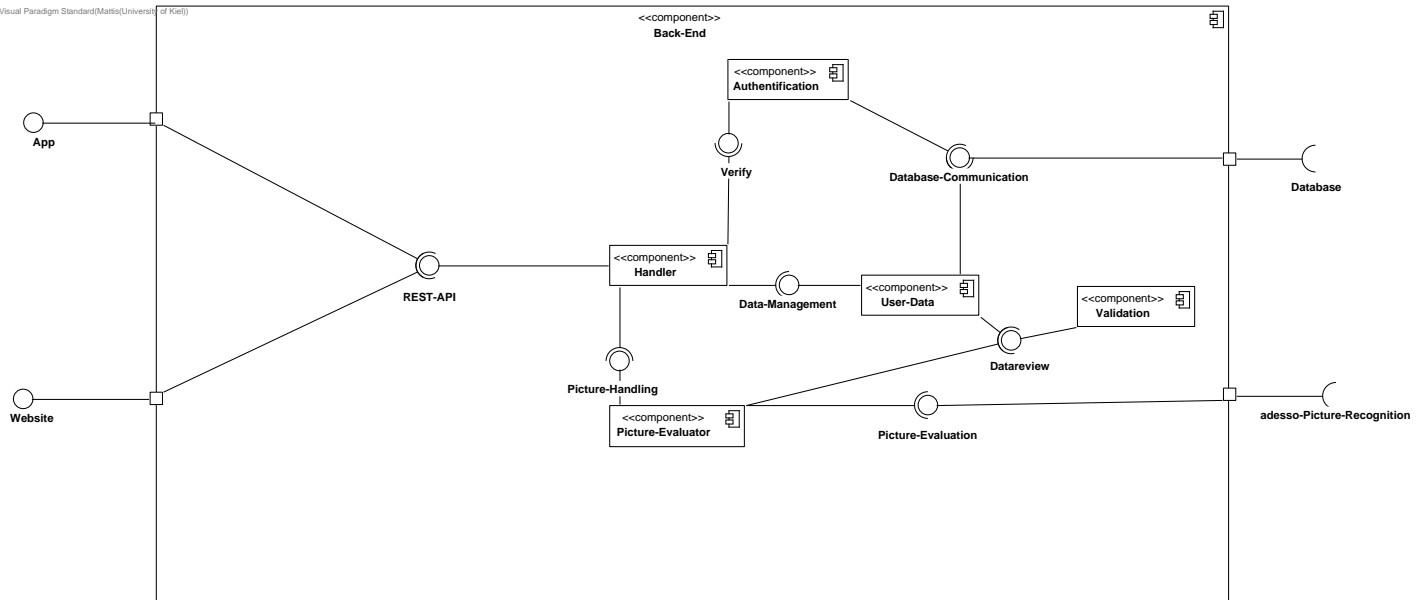 Visual Paradigm Standard(Mattis(University of Kiel))
<<component>>
Back-End
<<component>>
Authentification
App
Verify
Database-Communication
Database
<<component>>
Handler
REST-API
Data-Management
<<component>>
User-Data
<<component>>
Validation
Datareview
Picture-Handling
Website
<<component>>
Picture-Evaluator
Picture-Evaluation
adesso-Picture-Recognition